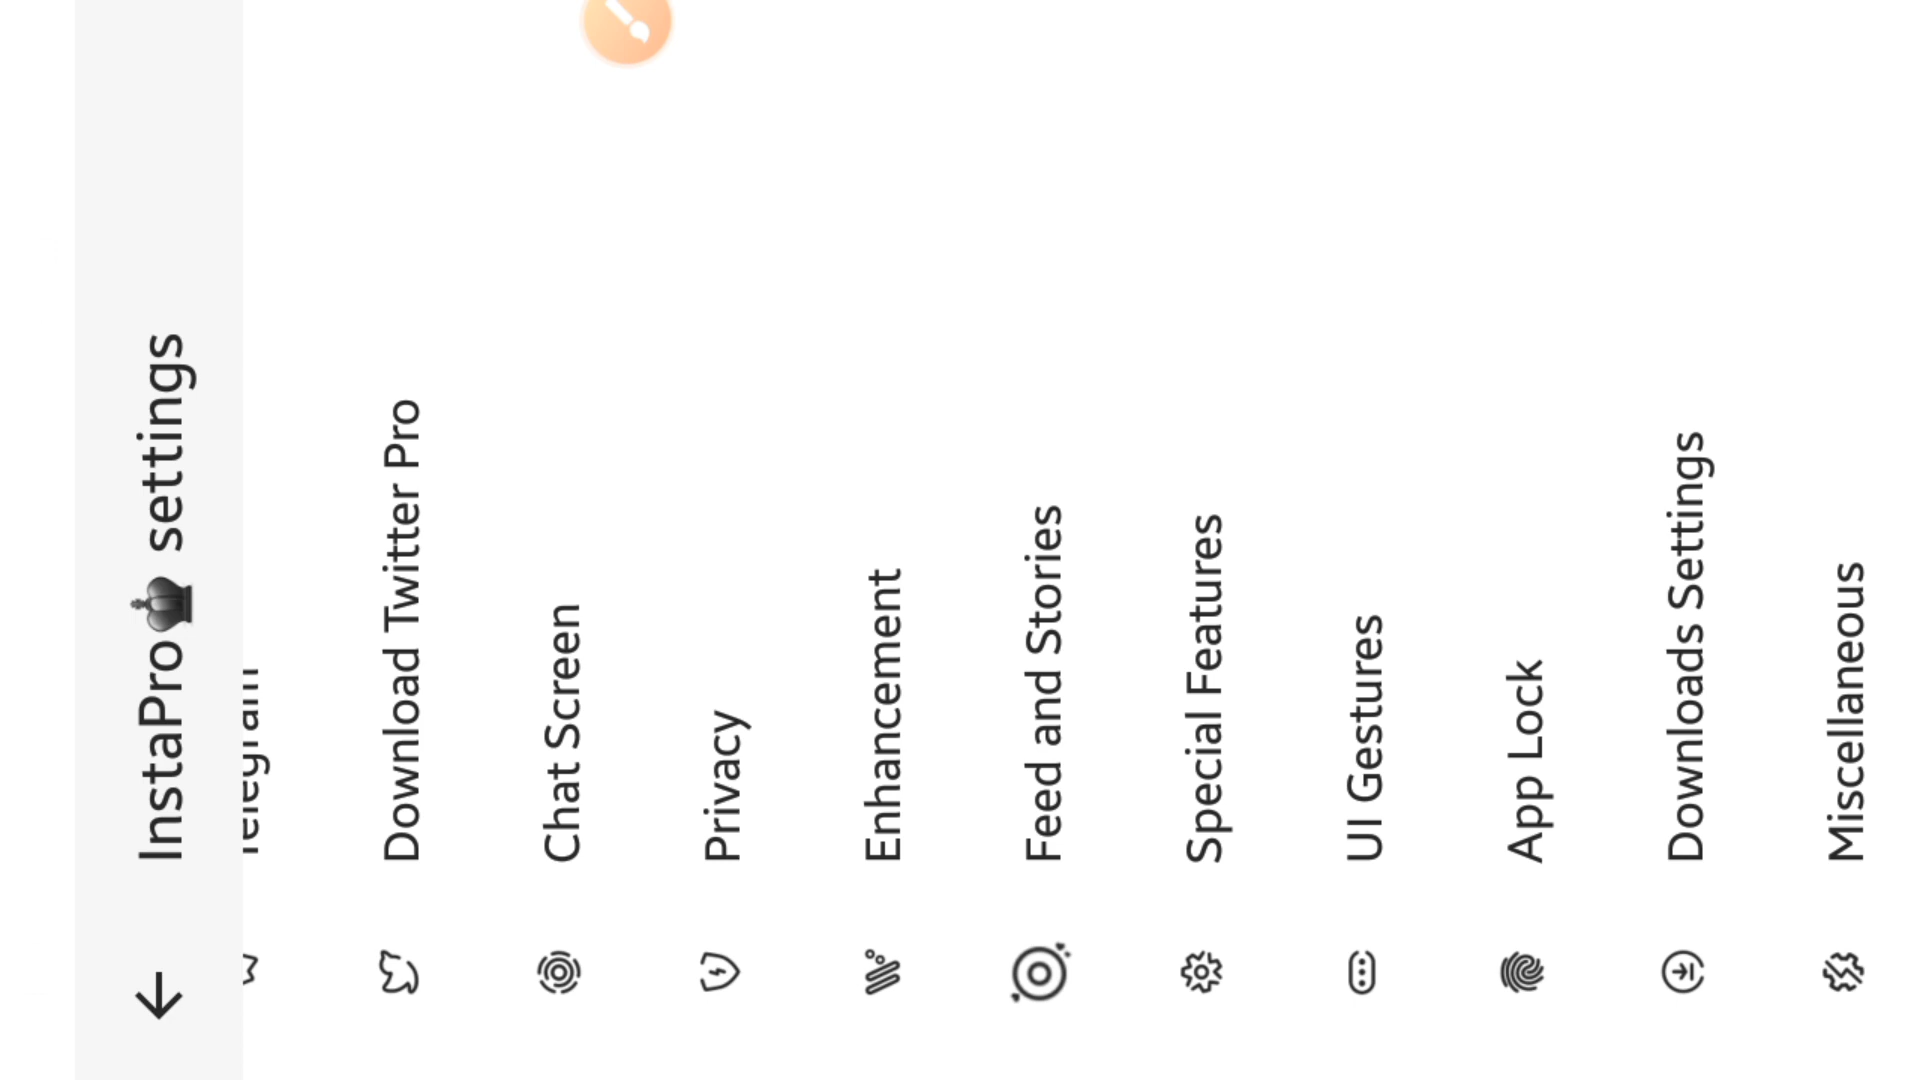 InstaPro♚ settings
Telegram
Download Twitter Pro
Chat Screen
Privacy
Enhancement
Feed and Stories
Special Features
UI Gestures
App Lock
Downloads Settings
Miscellaneous